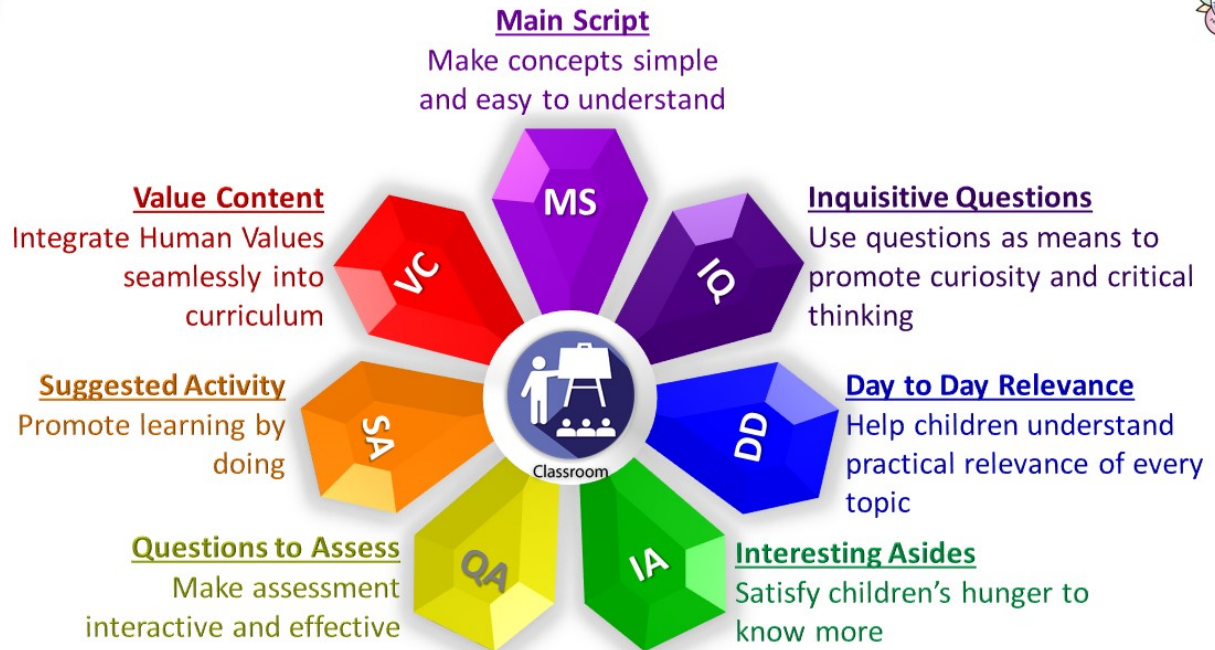 Main Script
Make concepts simple
and easy to understand
MS
Value Content
Integrate Human Values
seamlessly into
curriculum
VC
Inquisitive Questions
Use questions as means to
promote curiosity and critical
thinking
IQ
Suggested Activity
Promote learning by
doing
SA
Day to Day Relevance
Help children understand
practical relevance of every
topic
DD
Classroom
Questions to Assess
Make assessment
interactive and effective
QA
Interesting Asides
Satisfy children’s hunger to
know more
IA